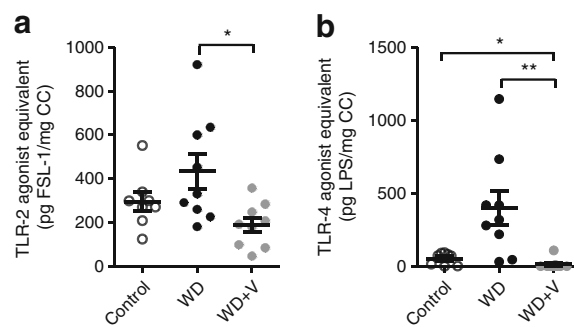 a
TLR-2 agonist equivalent
(pg FSL-1/mg CC)
1000
800
600
400
200
0
*
Control
WD
WD+V
b
TLR-4 agonist equivalent
(pg LPS/mg CC)
1500
1000
500
0
*
**
Control
WD
WD+V